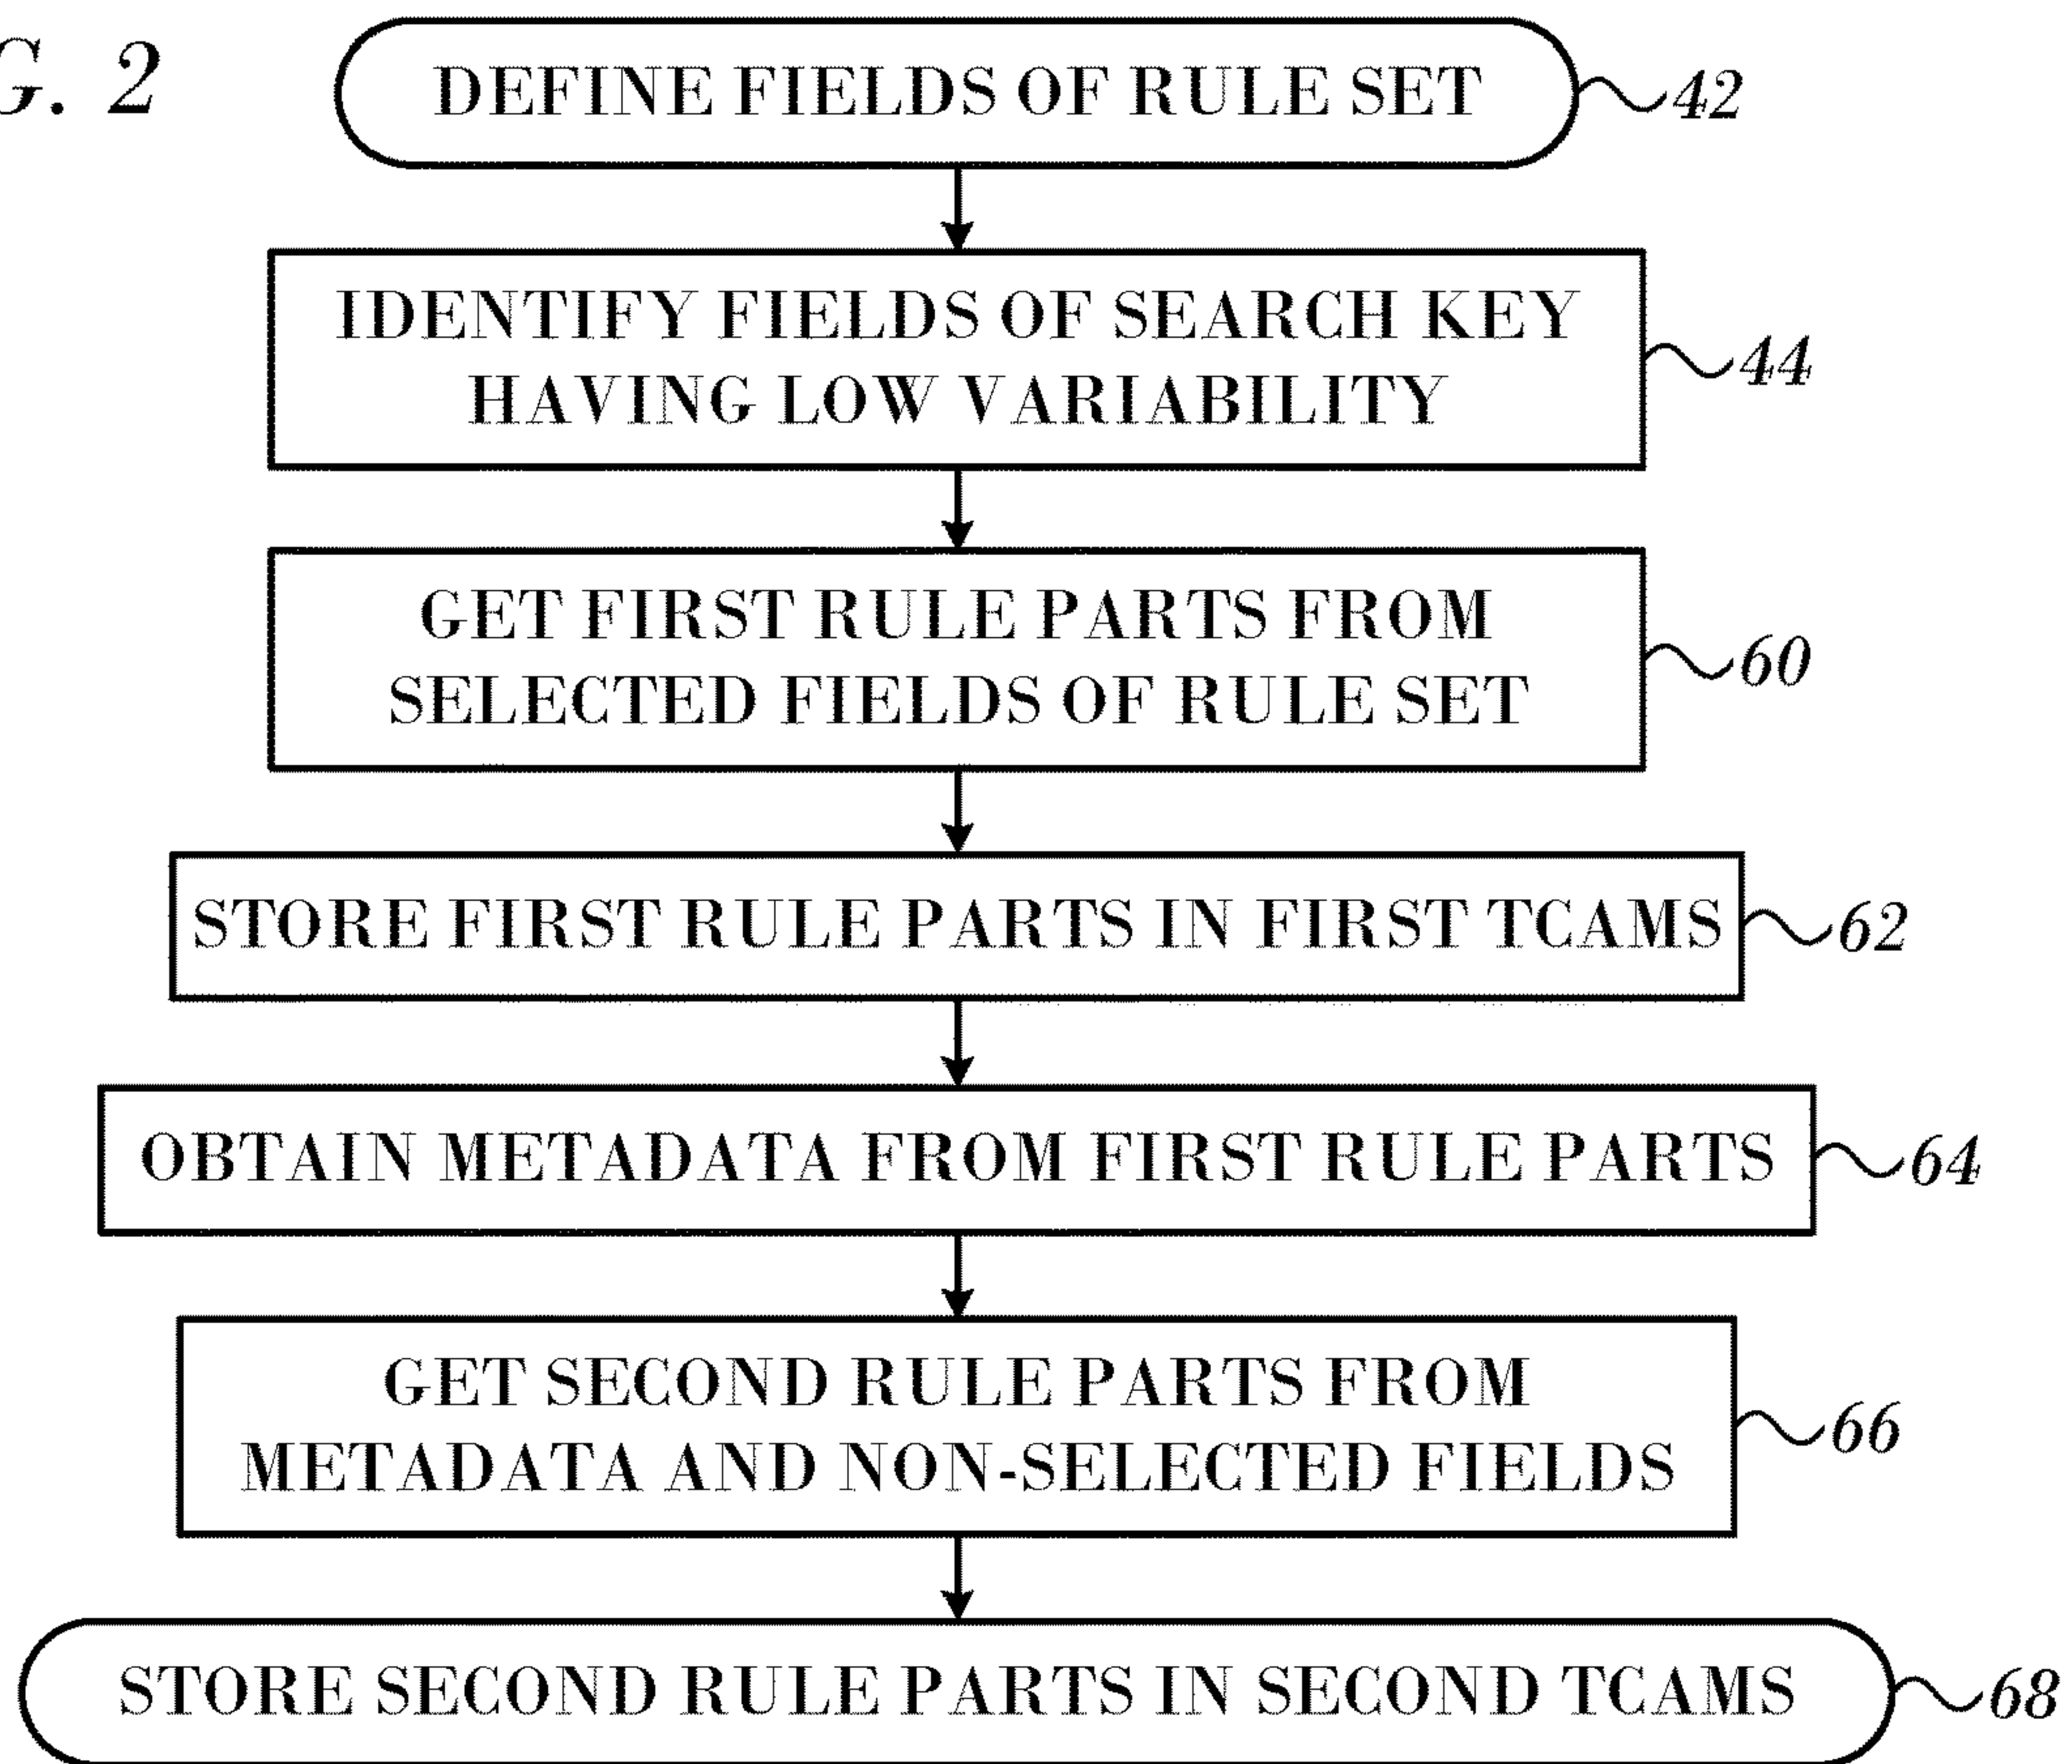 G. 2
DEFINE FIELDS OF RULE SET
42
IDENTIFY FIELDS OF SEARCH KEY
HAVING LOW VARIABILITY
44
GET FIRST RULE PARTS FROM
SELECTED FIELDS OF RULE SET
60
STORE FIRST RULE PARTS IN FIRST TCAMS
62
OBTAIN METADATA FROM FIRST RULE PARTS
64
GET SECOND RULE PARTS FROM
METADATA AND NON-SELECTED FIELDS
66
STORE SECOND RULE PARTS IN SECOND TCAMS
68